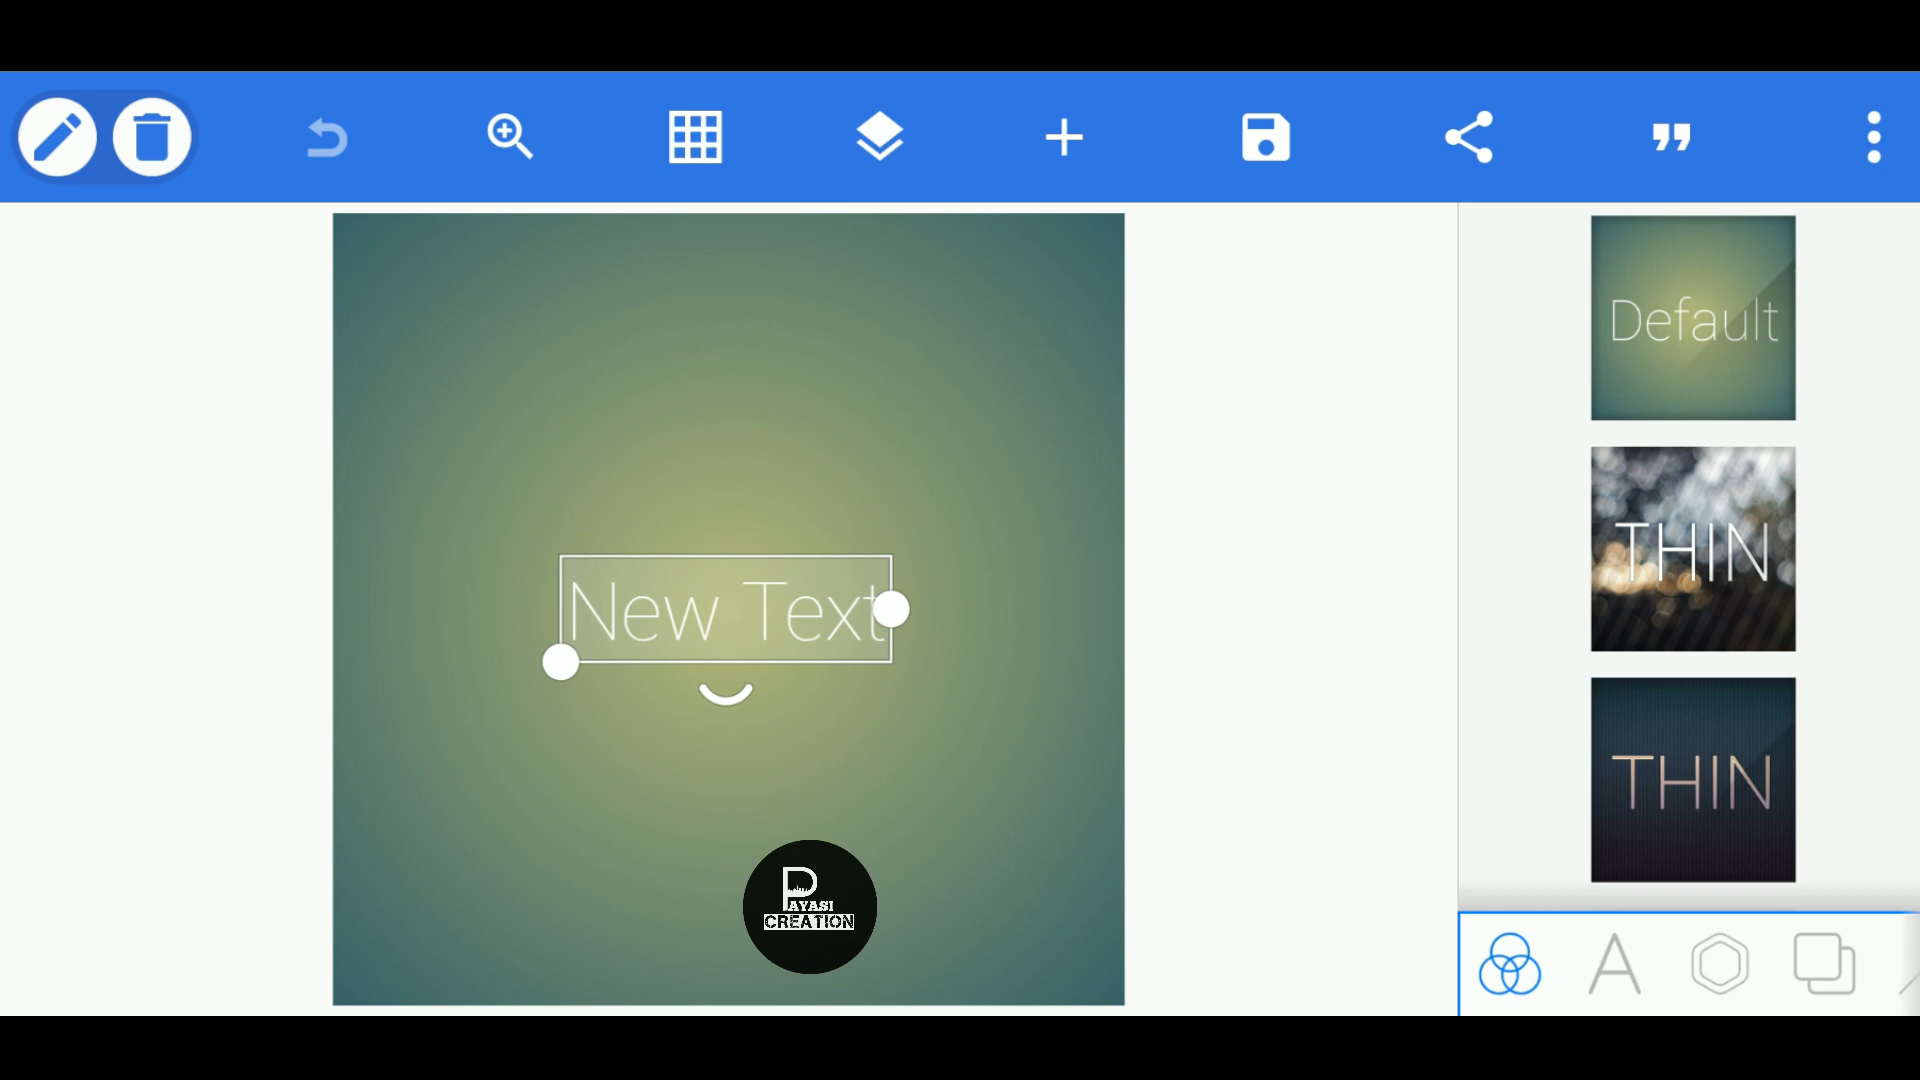 Default
THIN
New Text
THIN
PAYASI
CREATION